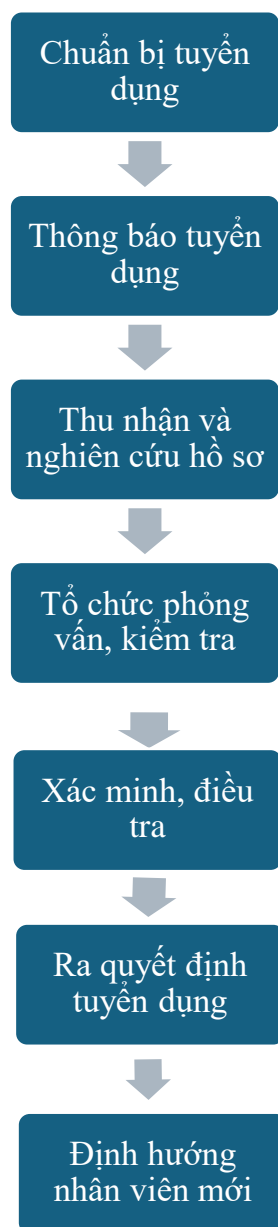 Chuẩn bị tuyển
dụng
Thông báo tuyển
dụng
Thu nhận và
nghiên cứu hồ sơ
Tổ chức phỏng
vấn, kiểm tra
Xác minh, điều
tra
Ra quyết định
tuyển dụng
Định hướng
nhân viên mới